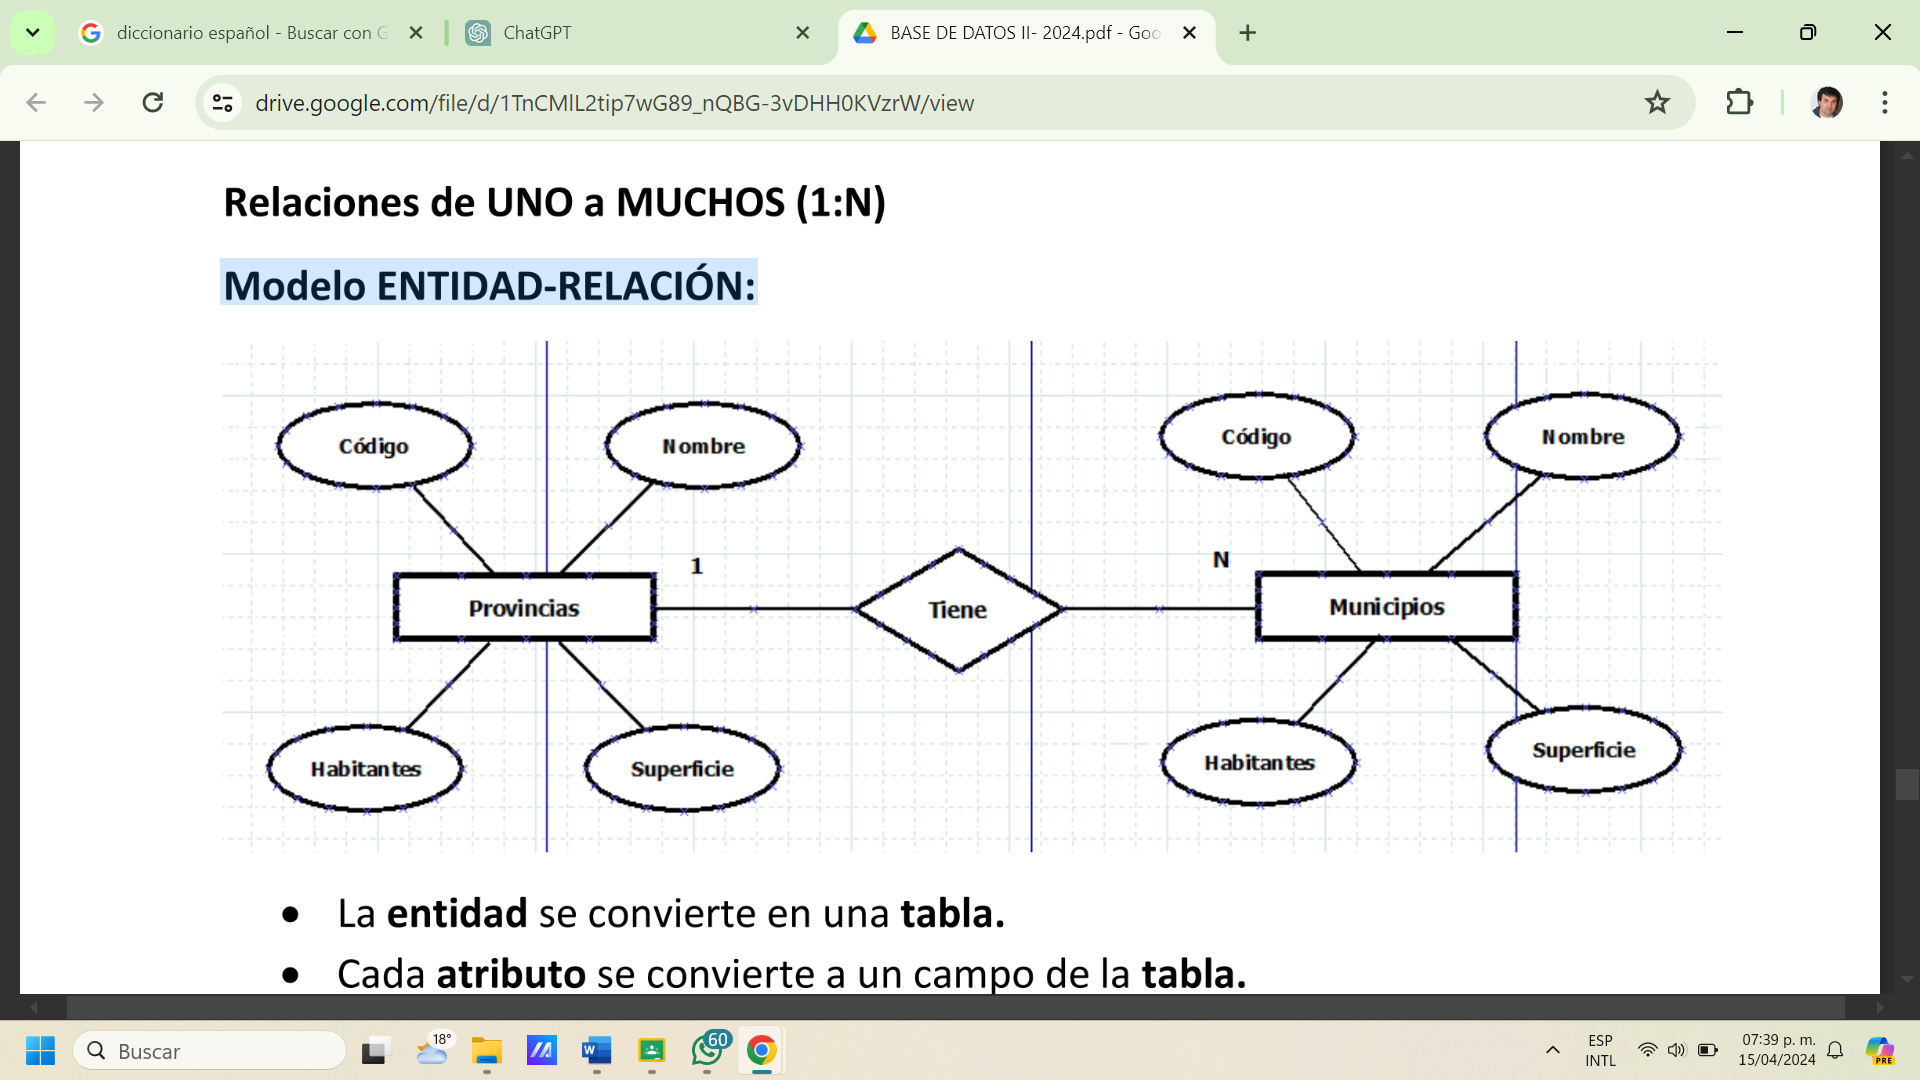 diccionario español - Buscar con G
ChatGPT
BASE DE DATOS II- 2024.pdf - Goo
drive.google.com/file/d/1TnCMlL2tip7wG89_nQBG-3vDHH0KVzrW/view
Relaciones de UNO a MUCHOS (1:N)
Modelo ENTIDAD-RELACIÓN:
Código
Nombre
Código
Nombre
1
N
Provincias
Tiene
Municipios
Habitantes
Superficie
Habitantes
Superficie
• La entidad se convierte en una tabla.
• Cada atributo se convierte a un campo de la tabla.
Buscar
18°
60
ESP
INTL
07:39 p. m.
15/04/2024
PRE